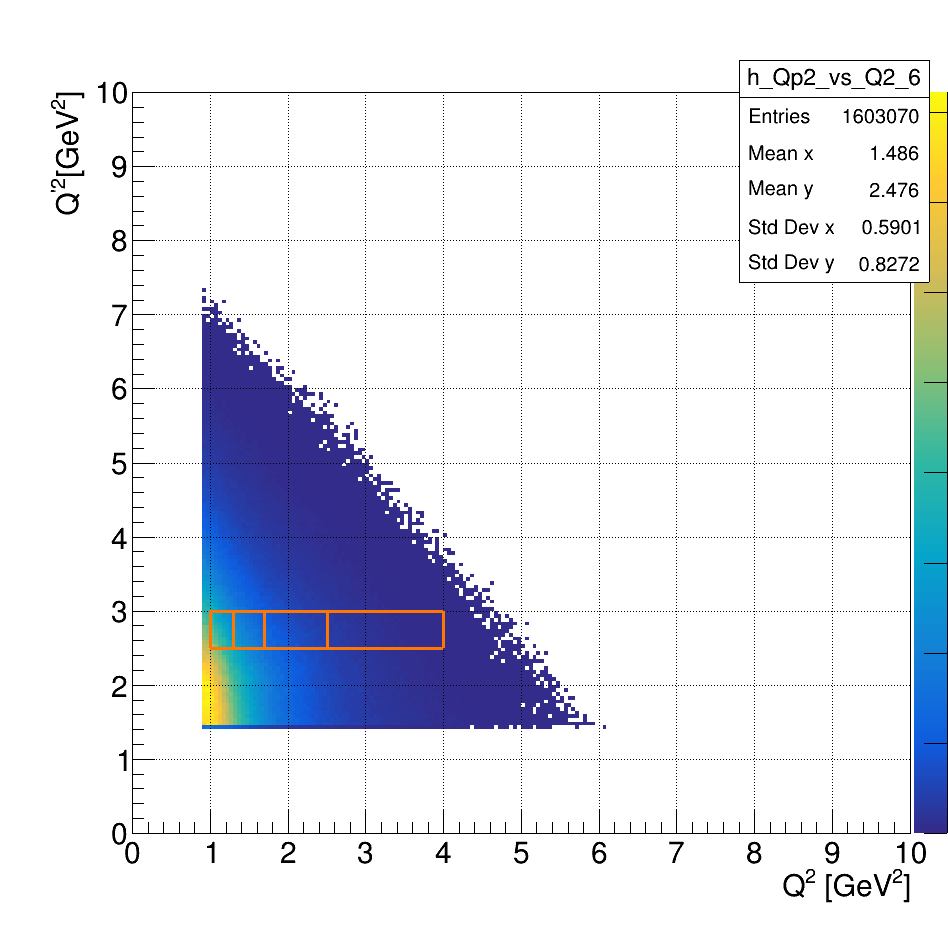 h_Qp2_vs_Q2_6
Entries 1603070
Mean x 1.486
Mean y 2.476
Std Dev x 0.5901
Std Dev y 0.8272
Q'2[GeV2]
10
9
8
7
6
5
4
3
2
1
0
0 1 2 3 4 5 6 7 8 9 10
Q2 [GeV2]